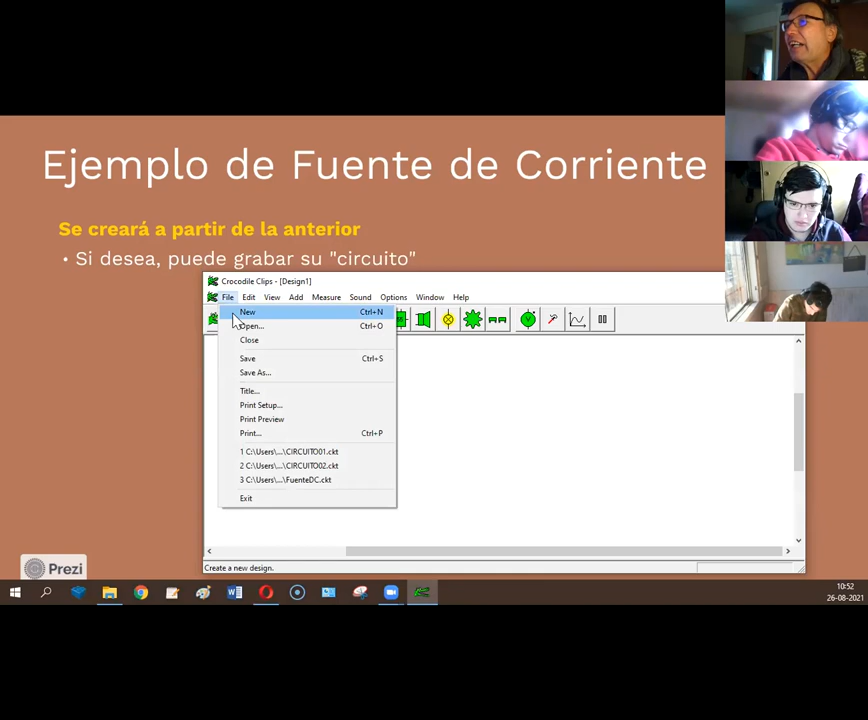 Ejemplo de Fuente de Corriente
Se creará a partir de la anterior
• Si desea, puede grabar su "circuito"
Crocodile Clips - [Design1]
File Edit View Add Measure Sound Options Window Help
New Ctrl+N
Open... Ctrl+O
Close
Save Ctrl+S
Save As...
Title...
Print Setup...
Print Preview
Print... Ctrl+P
1 C:\Users\...\CIRCUITO01.ckt
2 C:\Users\...\CIRCUITO02.ckt
3 C:\Users\...\FuenteDC.ckt
Exit
Create a new design.
Prezi
10:52
26-08-2021